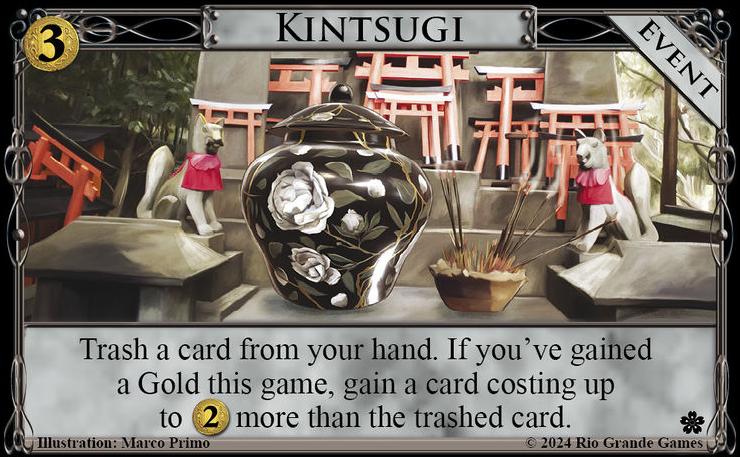 3
KINTSUGI
EVENT
Trash a card from your hand. If you've gained
a Gold this game, gain a card costing up
to 2 more than the trashed card.
Illustration: Marco Primo
© 2024 Rio Grande Games